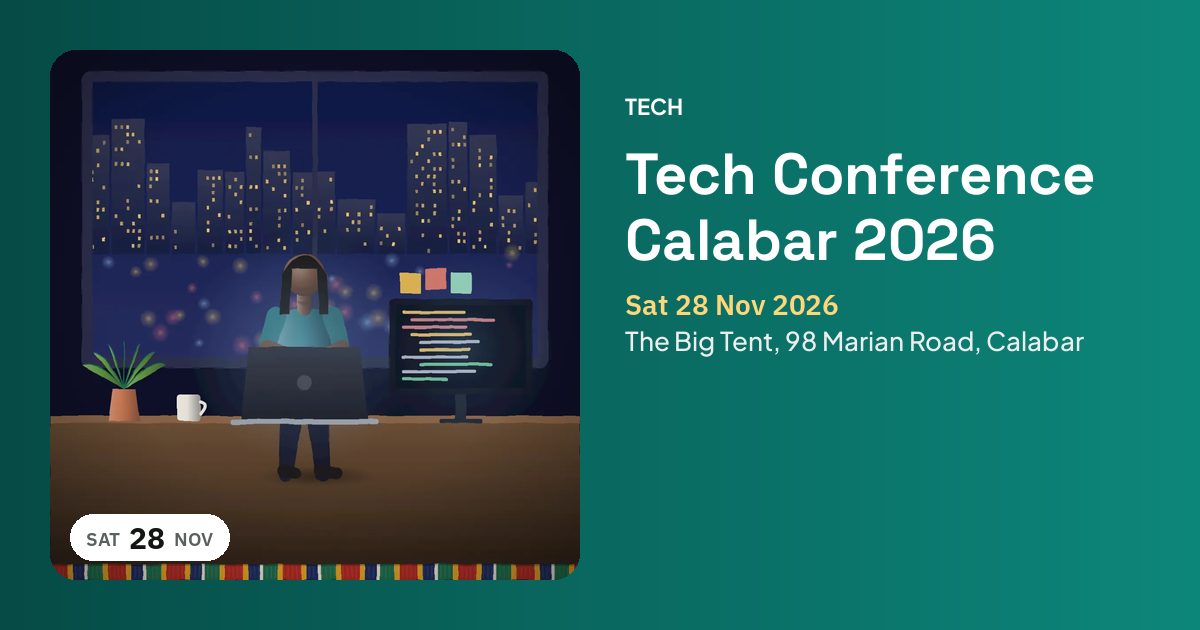 TECH
Tech Conference
Calabar 2026
Sat 28 Nov 2026
The Big Tent, 98 Marian Road, Calabar
SAT 28 NOV